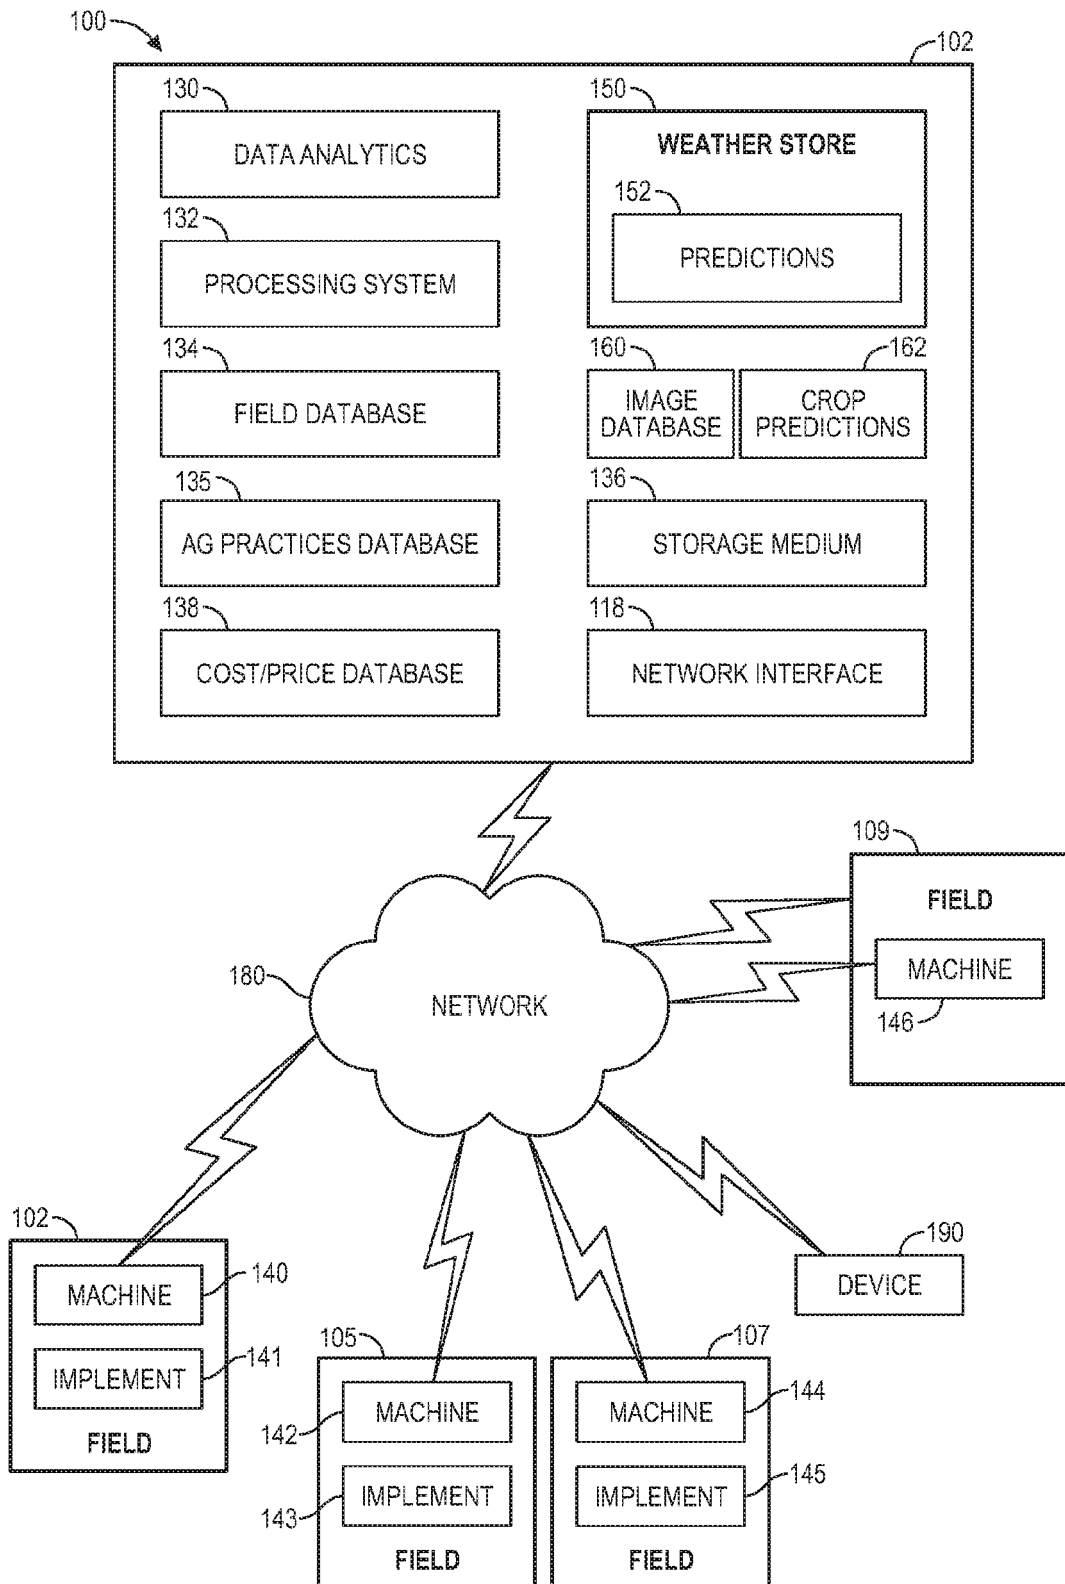 100
102
130
DATA ANALYTICS
132
PROCESSING SYSTEM
134
FIELD DATABASE
135
AG PRACTICES DATABASE
138
COST/PRICE DATABASE
150
WEATHER STORE
152
PREDICTIONS
160
IMAGE
DATABASE
162
CROP
PREDICTIONS
136
STORAGE MEDIUM
118
NETWORK INTERFACE
180
NETWORK
109
FIELD
MACHINE
146
190
DEVICE
102
MACHINE
140
IMPLEMENT
141
FIELD
105
MACHINE
142
IMPLEMENT
143
FIELD
107
MACHINE
144
IMPLEMENT
145
FIELD